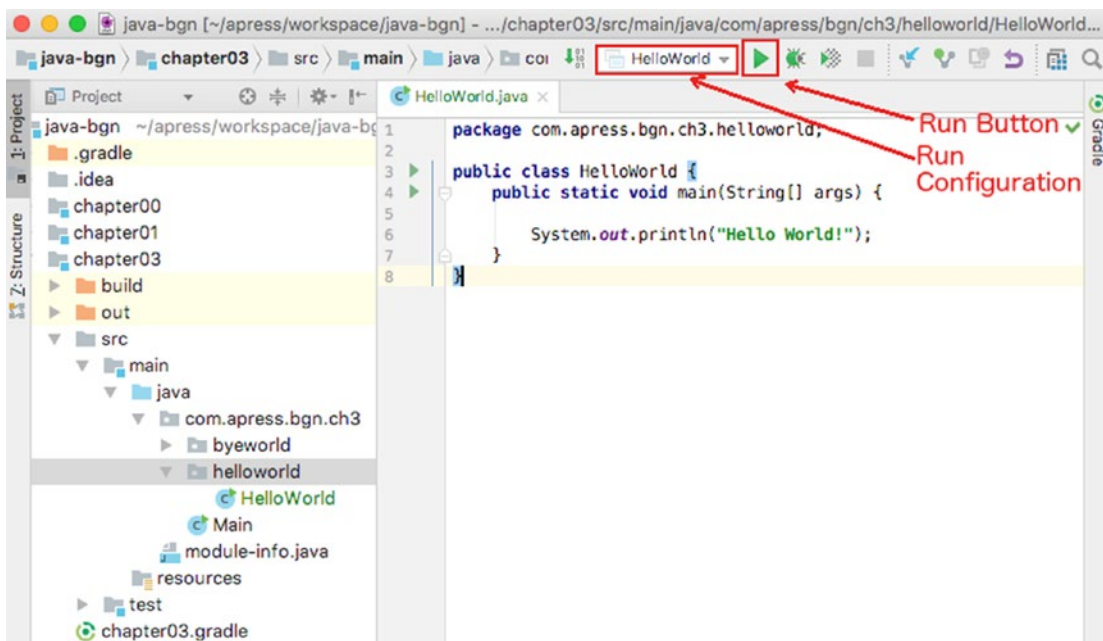 java-bgn [~/apress/workspace/java-bgn] - .../chapter03/src/main/java/com/apress/bgn/ch3/helloworld/HelloWorld...
java-bgn chapter03 src main java coı HelloWorld
1: Project
Z: Structure
Project
java-bgn ~/apress/workspace/java-bg
.gradle
.idea
chapter00
chapter01
chapter03
build
out
src
main
java
com.apress.bgn.ch3
byeworld
helloworld
HelloWorld
Main
module-info.java
resources
test
chapter03.gradle
HelloWorld.java
1 package com.apress.bgn.ch3.helloworld;
2
3 public class HelloWorld {
4 public static void main(String[] args) {
5
6 System.out.println("Hello World!");
7 }
8 }
Run Button
Run
Configuration
Gradle